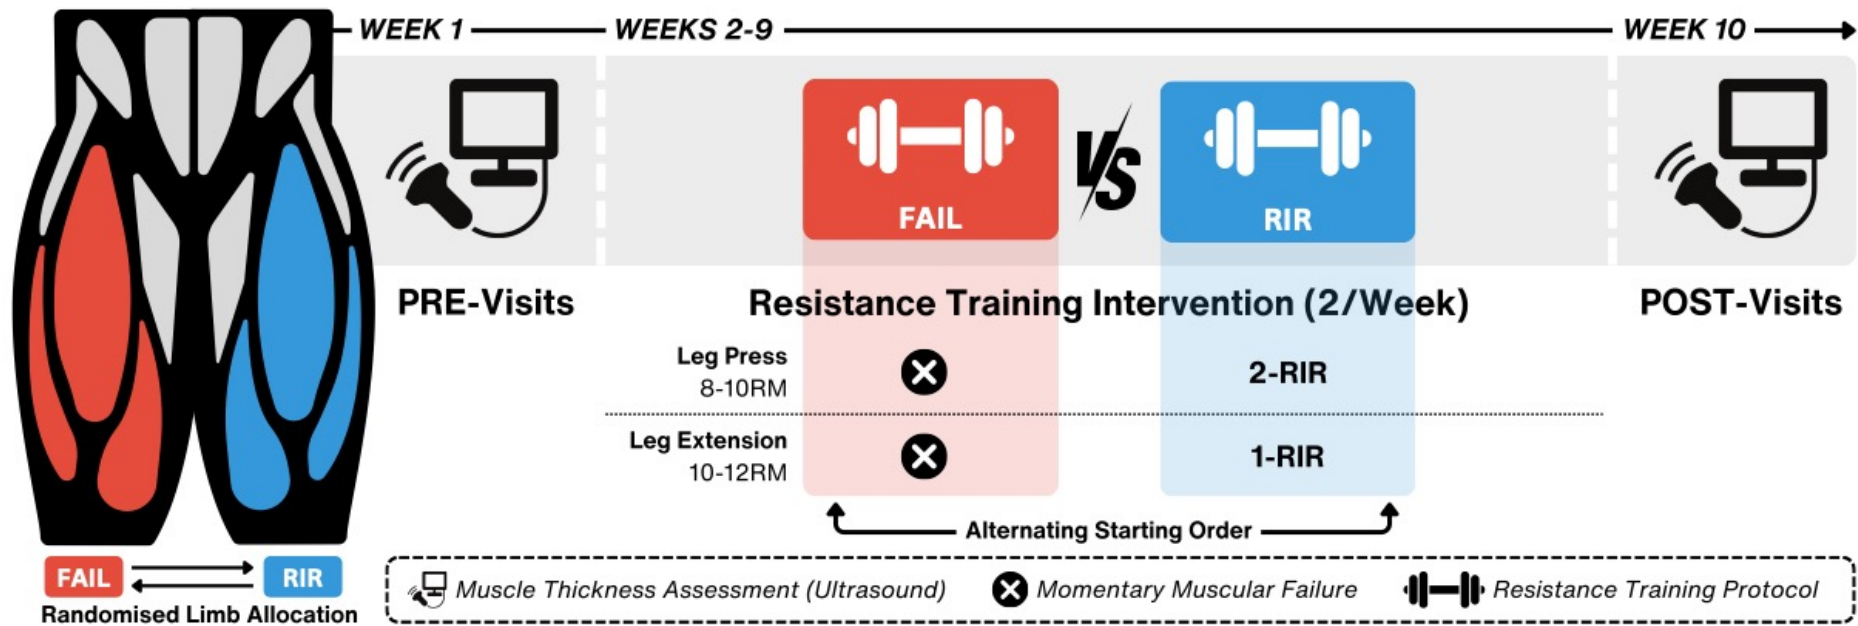 WEEK 1
WEEKS 2-9
WEEK 10
FAIL
VS
RIR
PRE-Visits
Resistance Training Intervention (2/Week)
POST-Visits
Leg Press
8-10RM
2-RIR
Leg Extension
10-12RM
1-RIR
Alternating Starting Order
FAIL
RIR
Randomised Limb Allocation
Muscle Thickness Assessment (Ultrasound)
Momentary Muscular Failure
Resistance Training Protocol